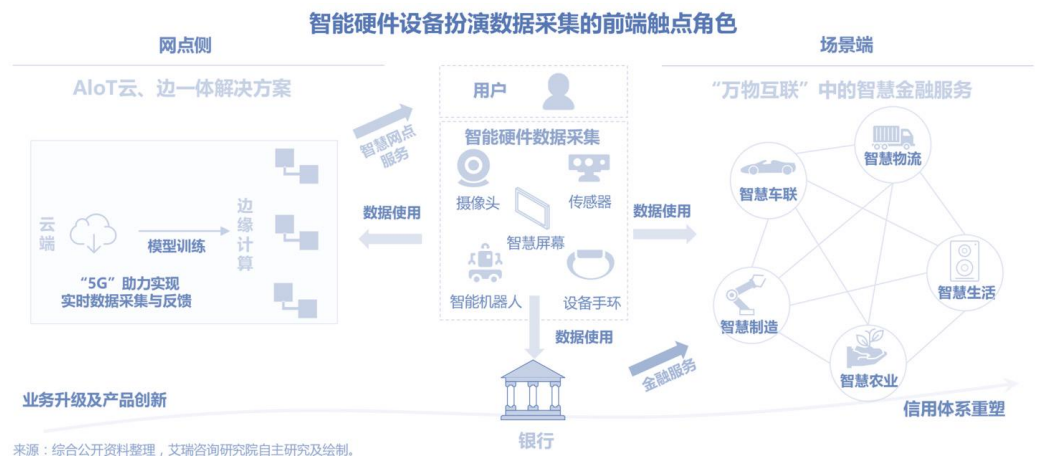 智能硬件设备扮演数据采集的前端触点角色
网点侧
场景端
AIoT云、边一体解决方案
用户
“万物互联”中的智慧金融服务
智慧网点
服务
智能硬件数据采集
摄像头
传感器
智慧屏幕
智能机器人
设备手环
数据使用
数据使用
数据使用
云端
模型训练
边缘计算
“5G”助力实现
实时数据采集与反馈
智慧物流
智慧车联
智慧生活
智慧制造
智慧农业
金融服务
银行
业务升级及产品创新
信用体系重塑
来源：综合公开资料整理，艾瑞咨询研究院自主研究及绘制。